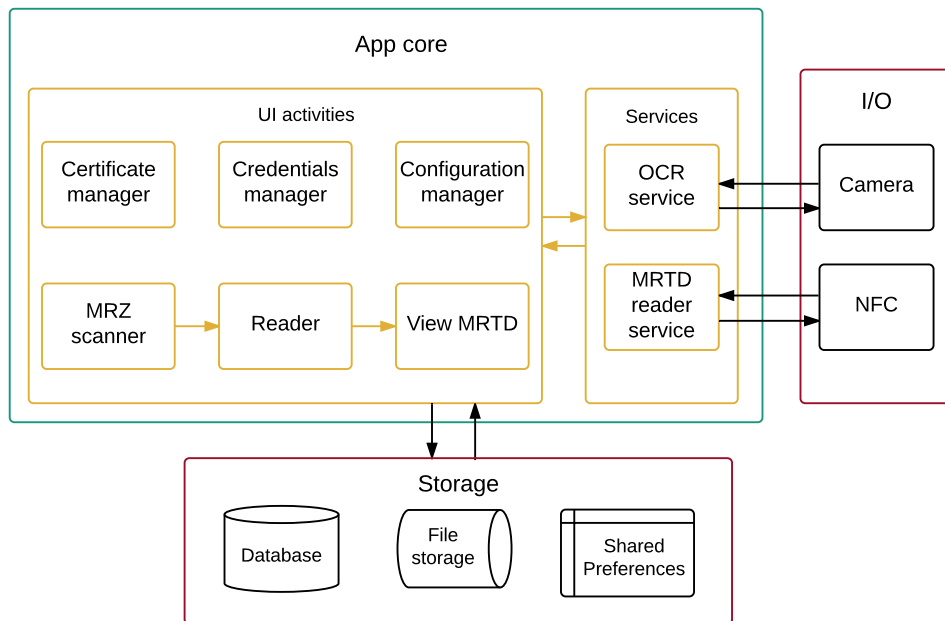 App core
UI activities
Certificate
manager
Credentials
manager
Configuration
manager
MRZ
scanner
Reader
View MRTD
Services
OCR
service
MRTD
reader
service
I/O
Camera
NFC
Storage
Database
File
storage
Shared
Preferences